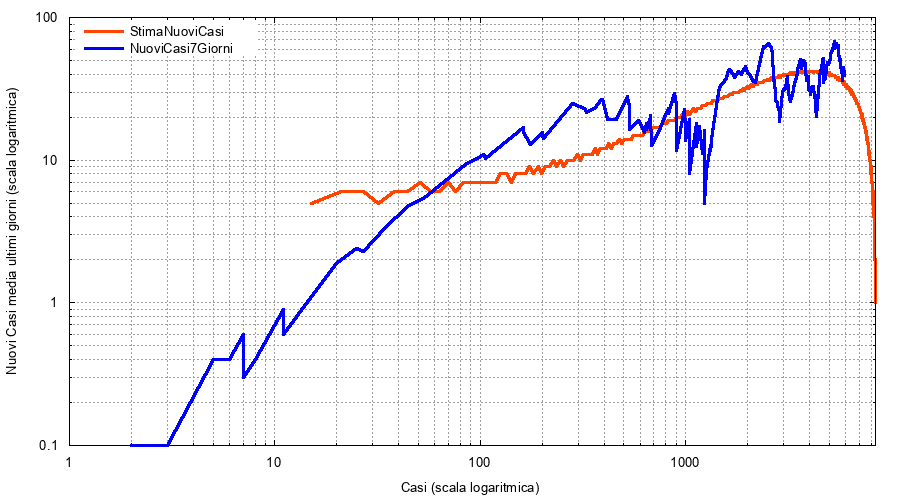 100
StimaNuoviCasi
NuoviCasi7Giorni
10
1
0.1
Nuovi Casi media ultimi giorni (scala logaritmica)
1
10
100
1000
Casi (scala logaritmica)